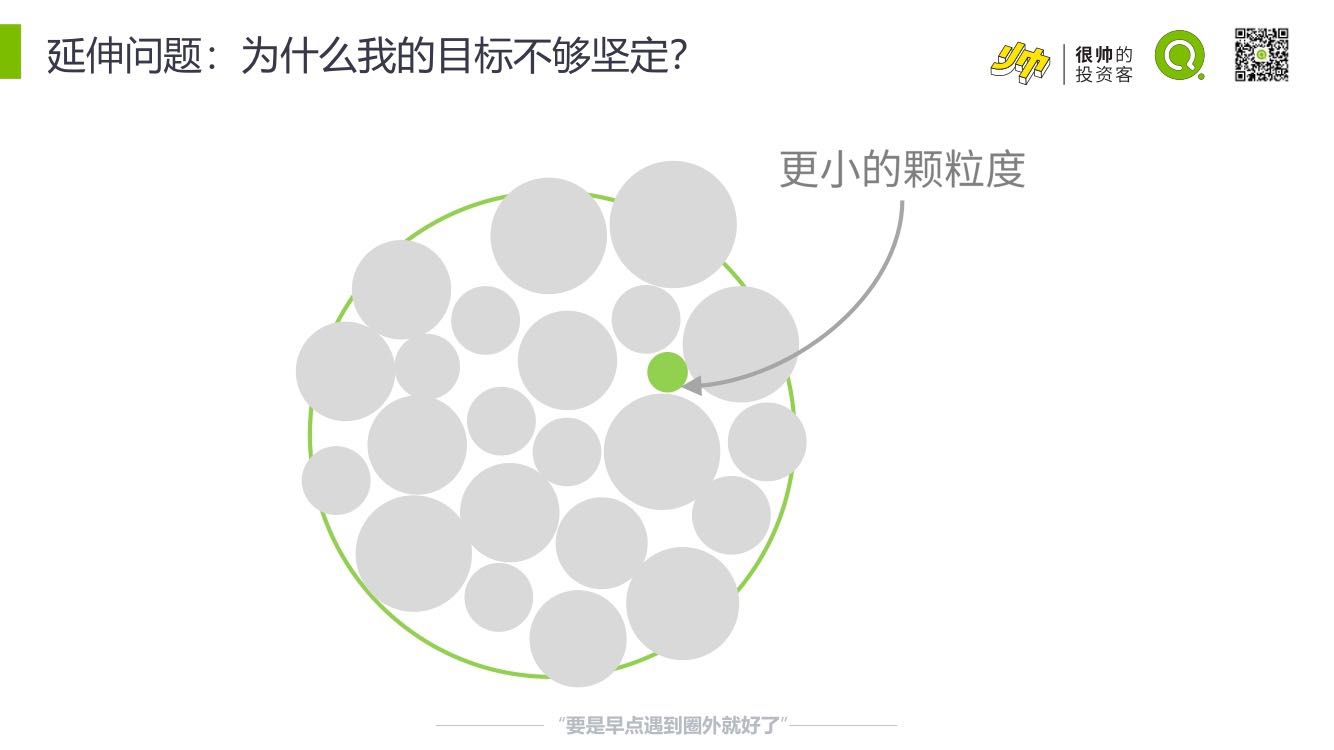 延伸问题：为什么我的目标不够坚定？
很帅的
投资客
更小的颗粒度
“要是早点遇到圈外就好了”